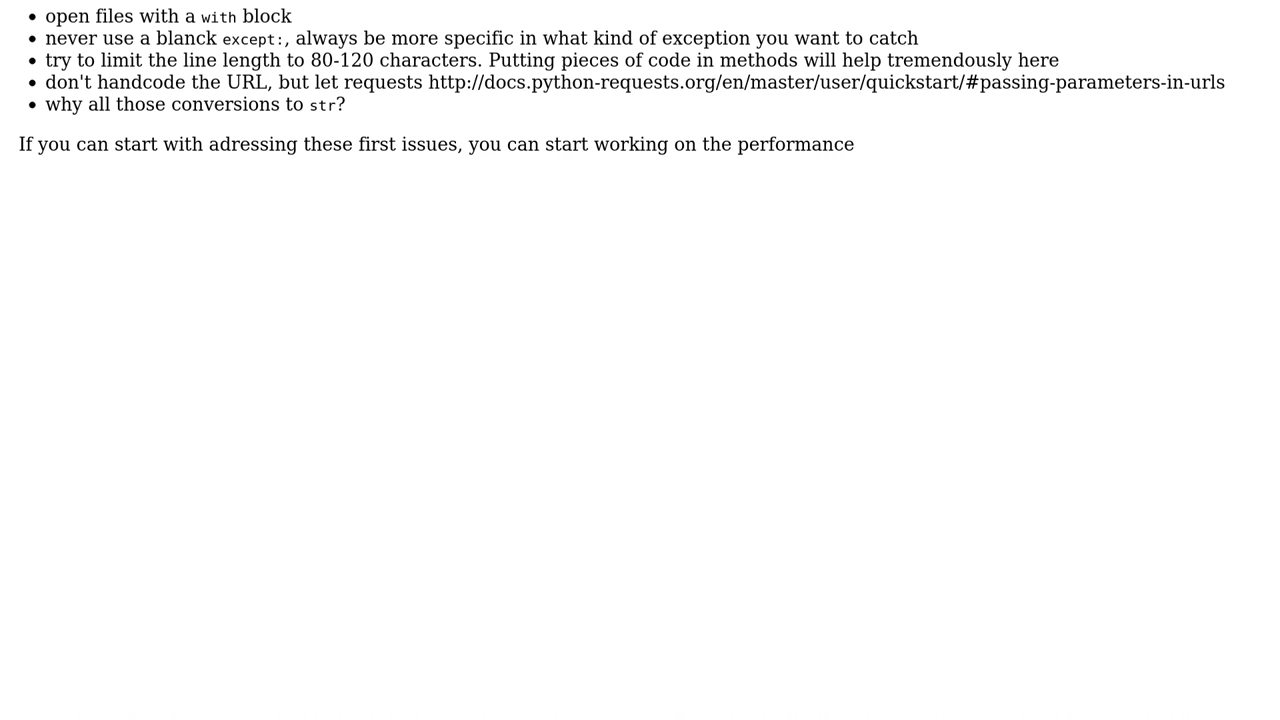 open files with a with block
never use a blanck except:, always be more specific in what kind of exception you want to catch
try to limit the line length to 80-120 characters. Putting pieces of code in methods will help tremendously here
don't handcode the URL, but let requests http://docs.python-requests.org/en/master/user/quickstart/#passing-parameters-in-urls
why all those conversions to str?
If you can start with adressing these first issues, you can start working on the performance